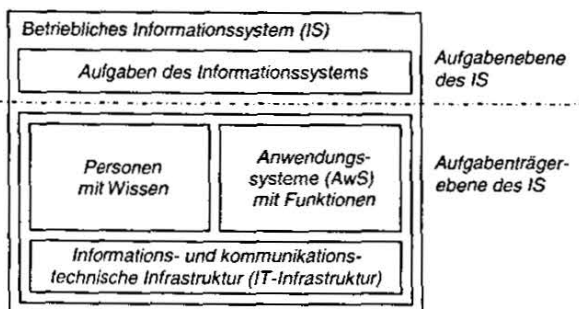 Betriebliches Informationssystem (IS)
Aufgaben des Informationssystems
Aufgabenebene
des IS
Personen
mit Wissen
Anwendungs-
systeme (AwS)
mit Funktionen
Aufgabenträger-
ebene des IS
Informations- und kommunikations-
technische Infrastruktur (IT-Infrastruktur)